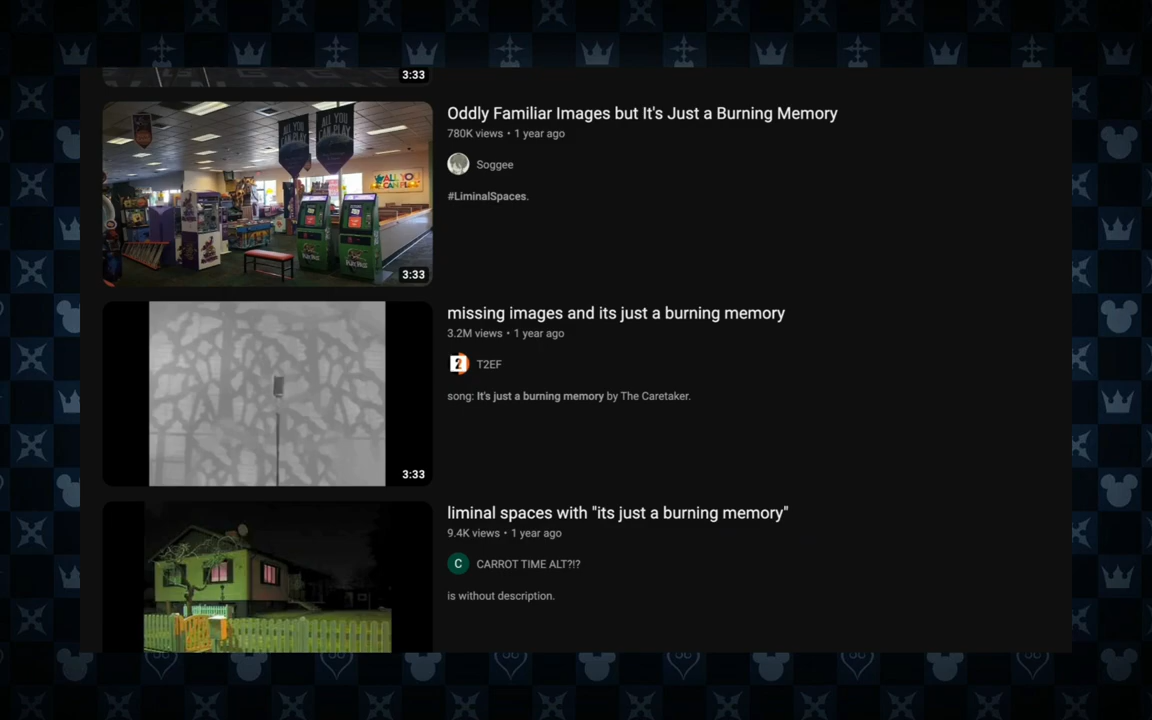 3:33
Oddly Familiar Images but It's Just a Burning Memory
780K views • 1 year ago
Soggee
#LiminalSpaces.
ALL YOU CAN PLAY
ALL YOU CAN PLAY
3:33
missing images and its just a burning memory
3.2M views • 1 year ago
2
T2EF
song: It's just a burning memory by The Caretaker.
3:33
liminal spaces with "its just a burning memory"
9.4K views • 1 year ago
C
CARROT TIME ALT?!?
is without description.